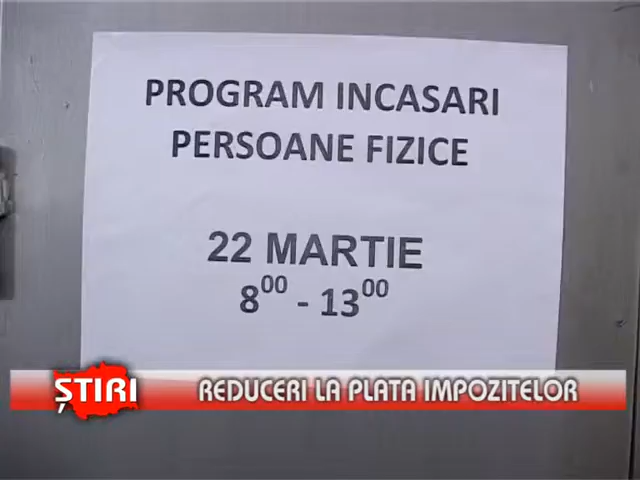 PROGRAM INCASARI
PERSOANE FIZICE
22 MARTIE
8⁰⁰ - 13⁰⁰
ȘTIRI
REDUCERI LA PLATA IMPOZITELOR